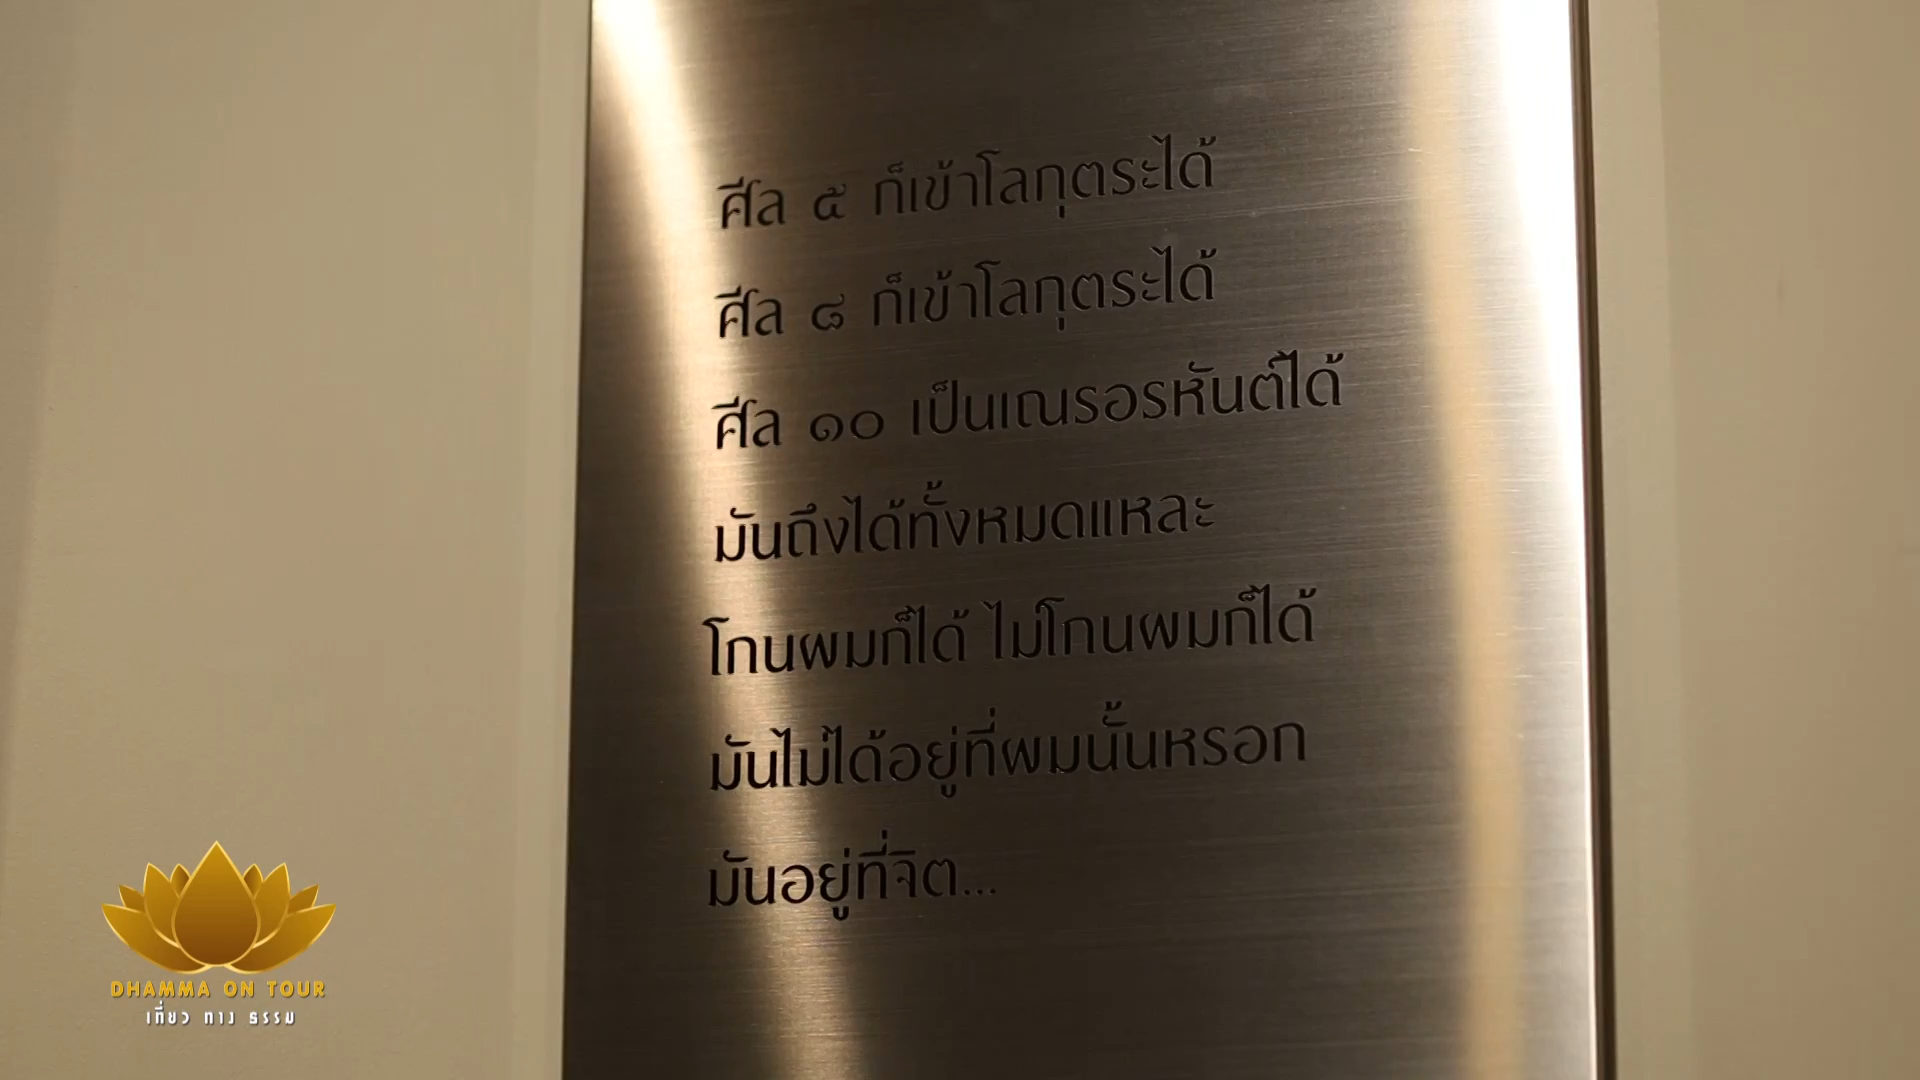 ศีล ๕ ก็เข้าโลกุตระได้
ศีล ๘ ก็เข้าโลกุตระได้
ศีล ๑๐ เป็นเณรอรหันต์ได้
มันถึงได้ทั้งหมดแหละ
โกนผมก็ได้ ไม่โกนผมก็ได้
มันไม่ได้อยู่ที่ผมนั้นหรอก
มันอยู่ที่จิต...
DHAMMA ON TOUR
เที่ยว ทาง ธรรม